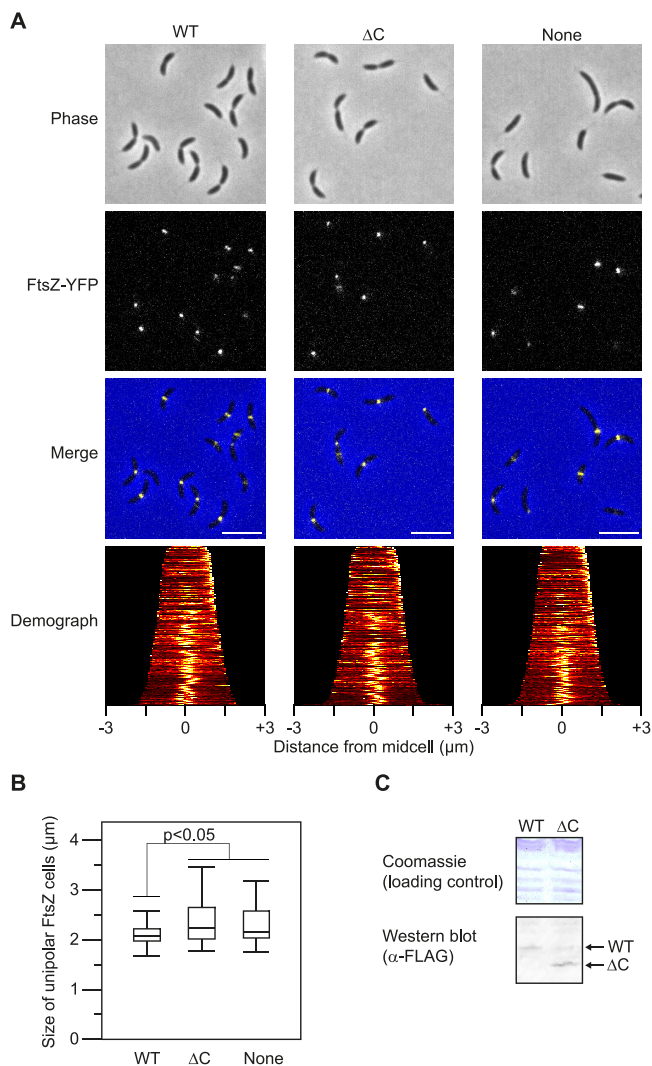 A
WT
ΔC
None
Phase
FtsZ-YFP
Merge
Demograph
-3 0 +3 -3 0 +3 -3 0 +3
Distance from midcell (µm)
B
Size of unipolar FtsZ cells (µm)
4
3
2
1
0
p<0.05
WT ΔC None
C
WT ΔC
Coomassie
(loading control)
Western blot
(α-FLAG)
WT
ΔC